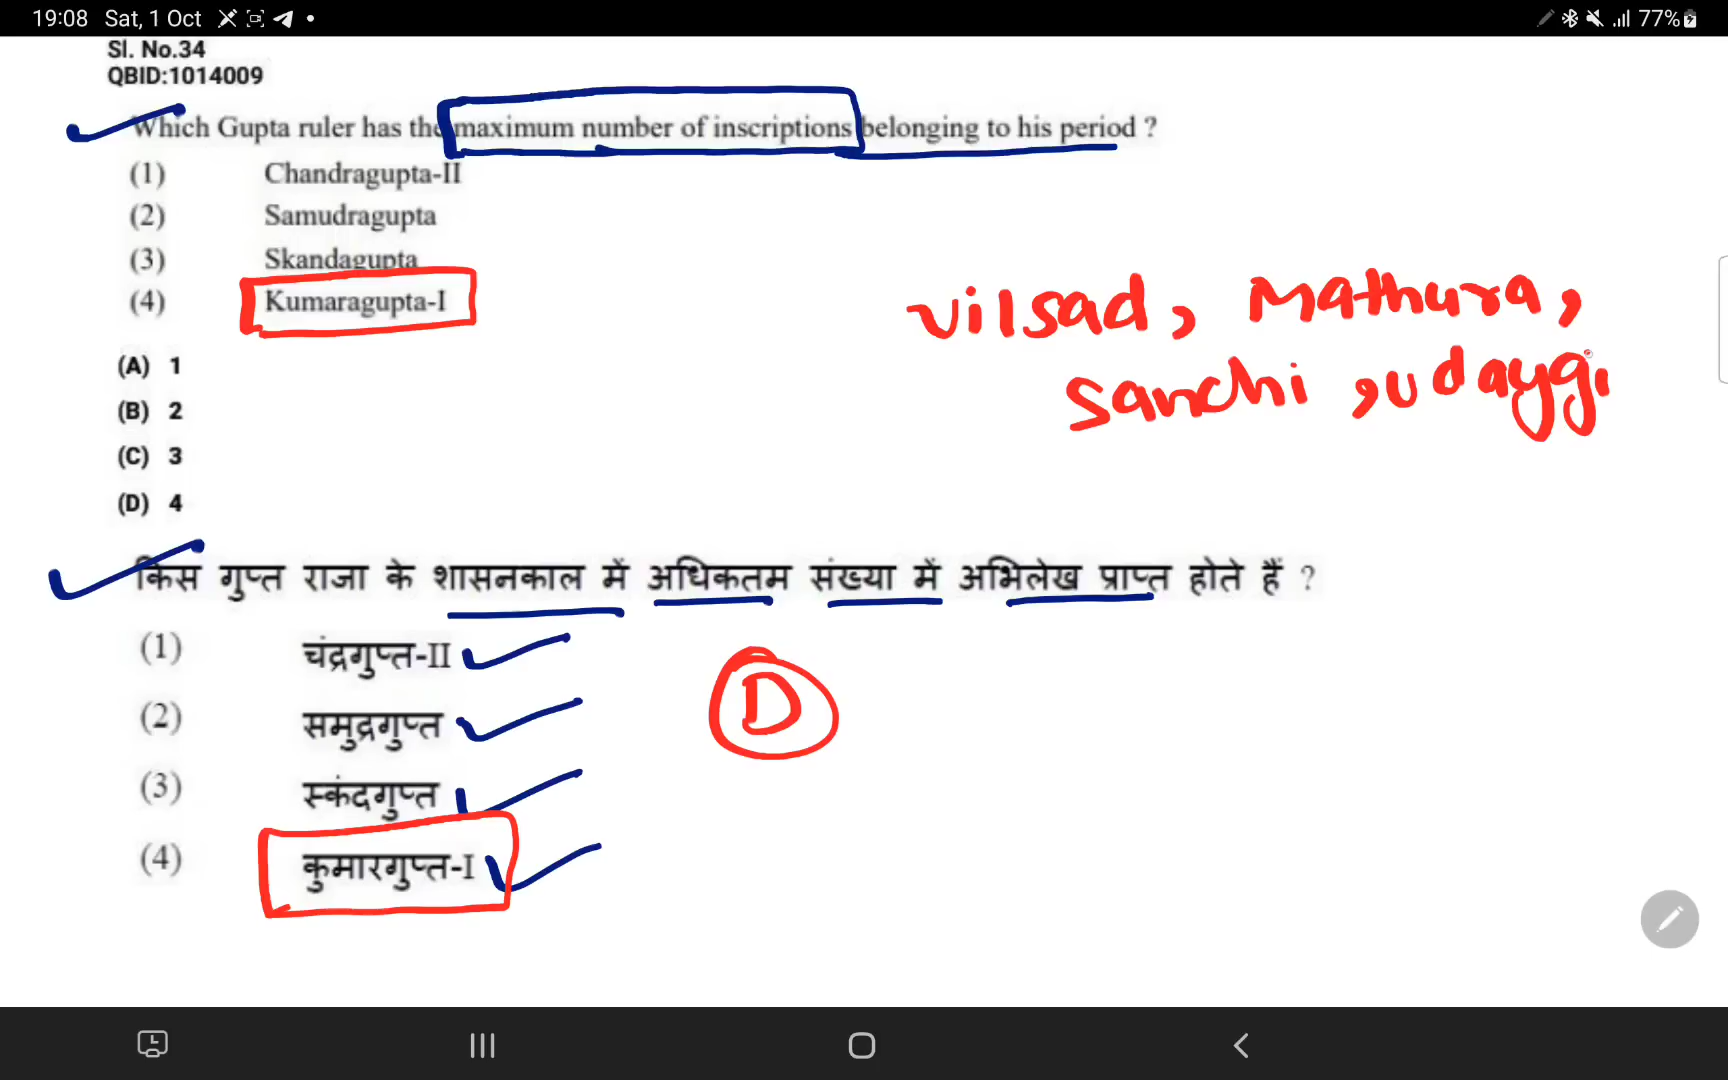 19:08 Sat, 1 Oct
77%
Sl. No.34
QBID:1014009
Which Gupta ruler has the maximum number of inscriptions belonging to his period ?
(1) Chandragupta-II
(2) Samudragupta
(3) Skandagupta
(4) Kumaragupta-I
vilsad, Mathura,
sanchi, udaygi
(A) 1
(B) 2
(C) 3
(D) 4
किस गुप्त राजा के शासनकाल में अधिकतम संख्या में अभिलेख प्राप्त होते हैं ?
(1) चंद्रगुप्त-II
(2) समुद्रगुप्त
D
(3) स्कंदगुप्त
(4) कुमारगुप्त-I